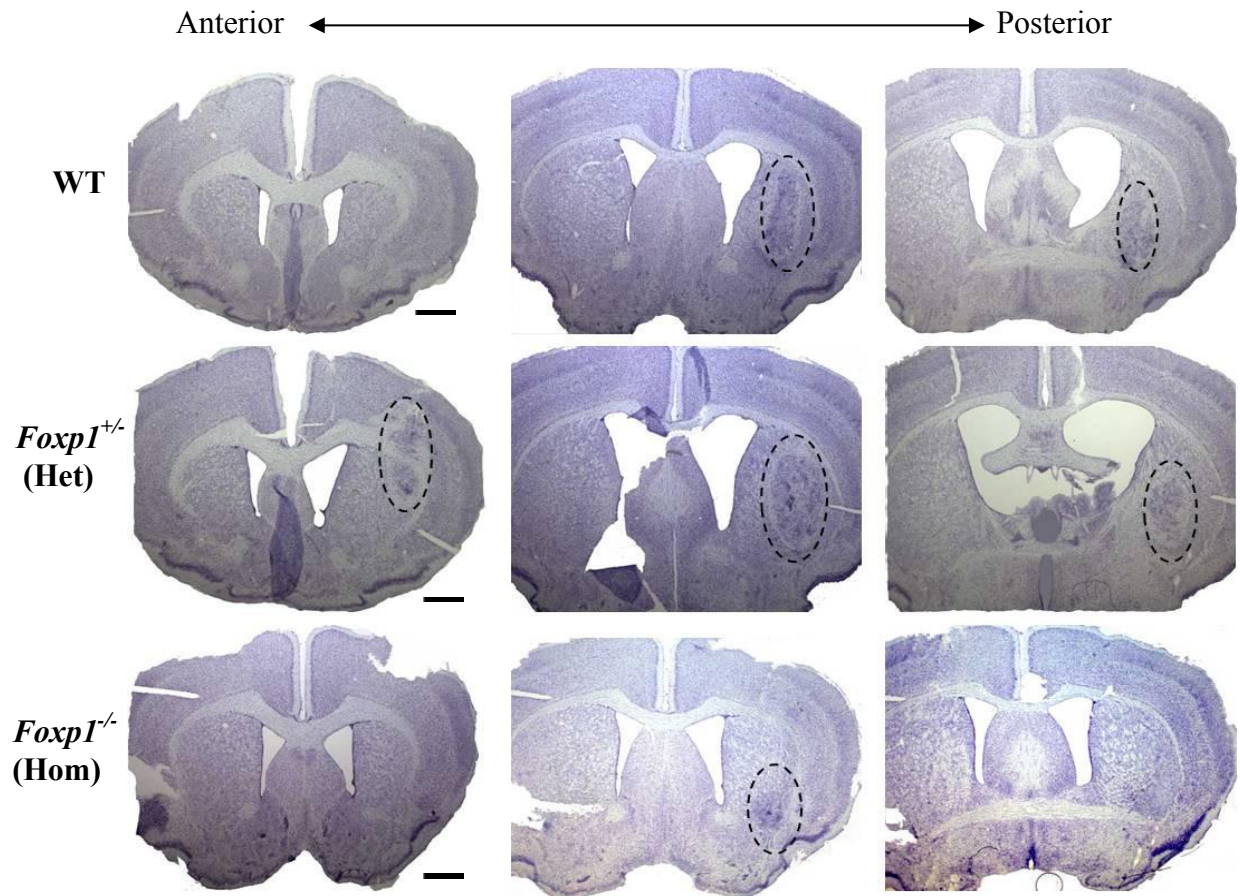 Anterior Posterior
WT
Foxp1+/-
(Het)
Foxp1-/-
(Hom)